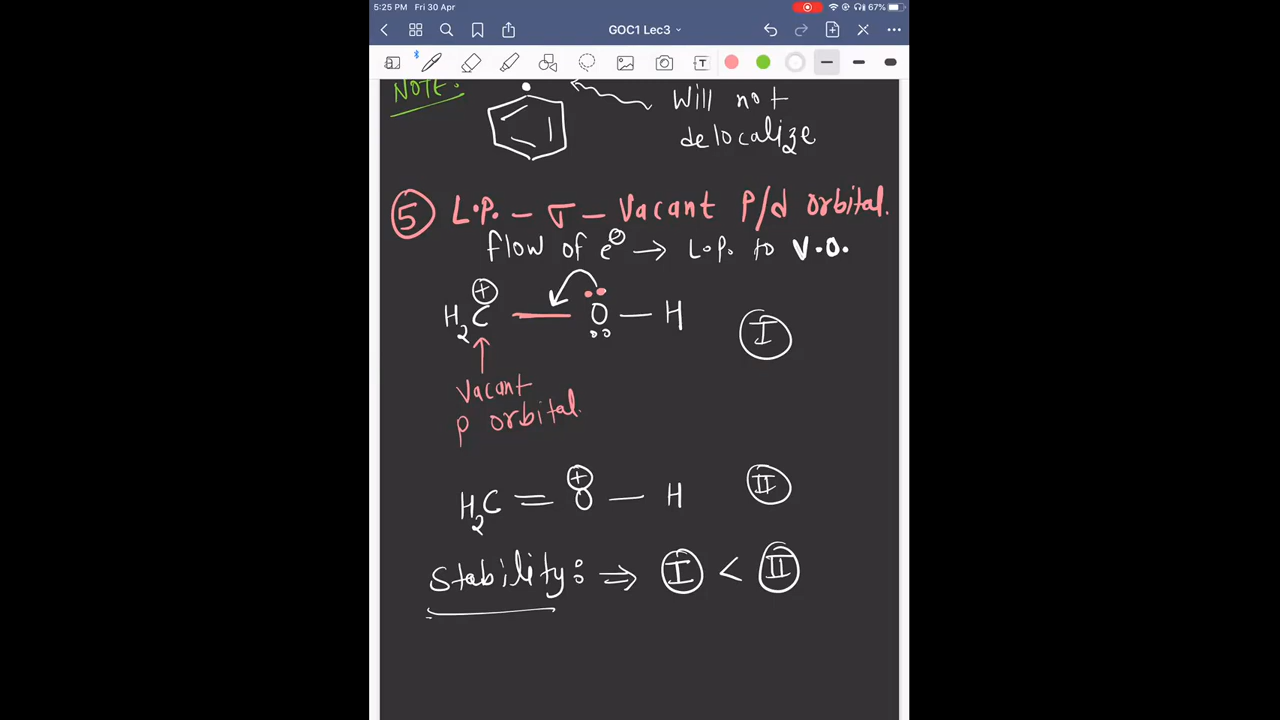 5:25 PM Fri 30 Apr
67%
GOC1 Lec3
T
NOTE:
Will not
delocalize
⑤ L.P. – σ – Vacant P/d orbital.
flow of e⊖ → L.P. to V.O.
H₂C⊕ — O — H
I
Vacant
p orbital.
H₂C = O⊕ — H
II
Stability: ⇒ I < II